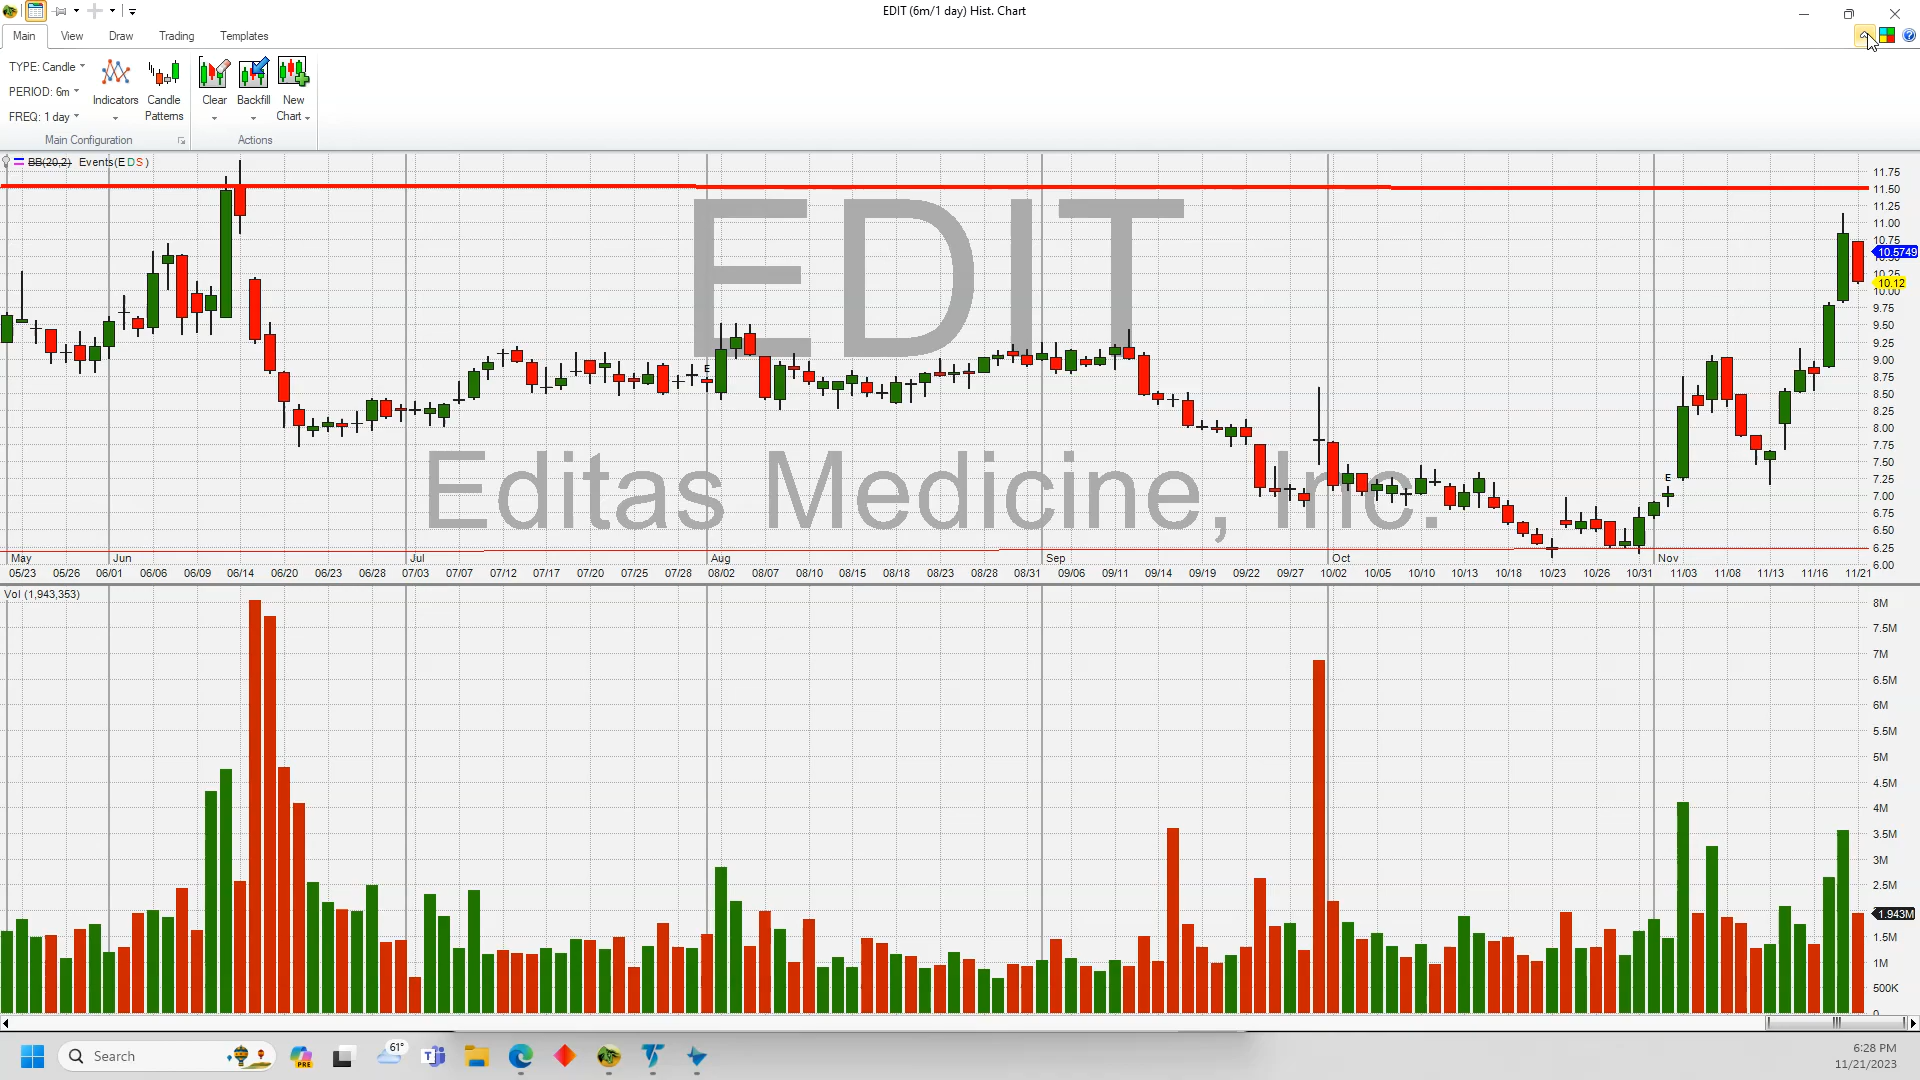 EDIT (6m/1 day) Hist. Chart
Main View Draw Trading Templates
TYPE: Candle
PERIOD: 6m
FREQ: 1 day
Indicators
Candle Patterns
Clear
Backfill
New Chart
Main Configuration
Actions
BB(20,2) Events(EDS)
EDIT
Editas Medicine, Inc.
E
E
11.75
11.50
11.25
11.00
10.75
10.5749
10.25
10.12
10.00
9.75
9.50
9.25
9.00
8.75
8.50
8.25
8.00
7.75
7.50
7.25
7.00
6.75
6.50
6.25
6.00
May Jun Jul Aug Sep Oct Nov
05/23 05/26 06/01 06/06 06/09 06/14 06/20 06/23 06/28 07/03 07/07 07/12 07/17 07/20 07/25 07/28 08/02 08/07 08/10 08/15 08/18 08/23 08/28 08/31 09/06 09/11 09/14 09/19 09/22 09/27 10/02 10/05 10/10 10/13 10/18 10/23 10/26 10/31 11/03 11/08 11/13 11/16 11/21
Vol (1,943,353)
8M
7.5M
7M
6.5M
6M
5.5M
5M
4.5M
4M
3.5M
3M
2.5M
1.943M
1.5M
1M
500K
0
Search
PRE
61°
6:28 PM
11/21/2023